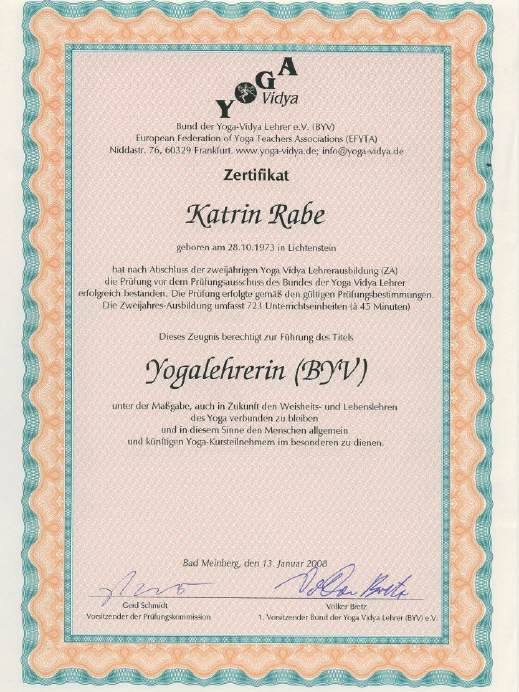 YOGA
Vidya
Bund der Yoga-Vidya Lehrer e.V. (BYV)
European Federation of Yoga Teachers Associations (EFYTA)
Niddastr. 76, 60329 Frankfurt. www.yoga-vidya.de; info@yoga-vidya.de
Zertifikat
Katrin Rabe
geboren am 28.10.1973 in Lichtenstein
hat nach Abschluss der zweijährigen Yoga Vidya Lehrerausbildung (ZA)
die Prüfung vor dem Prüfungsausschuss des Bundes der Yoga Vidya Lehrer
erfolgreich bestanden. Die Prüfung erfolgte gemäß den gültigen Prüfungsbestimmungen.
Die Zweijahres-Ausbildung umfasst 723 Unterrichtseinheiten (à 45 Minuten)
Dieses Zeugnis berechtigt zur Führung des Titels
Yogalehrerin (BYV)
unter der Maßgabe, auch in Zukunft den Weisheits- und Lebenslehren
des Yoga verbunden zu bleiben
und in diesem Sinne den Menschen allgemein
und künftigen Yoga-Kursteilnehmern im besonderen zu dienen.
Bad Meinberg, den 13. Januar 2008
Gerd Schmidt
Vorsitzender der Prüfungskommission
Volker Bretz
1. Vorsitzender Bund der Yoga Vidya Lehrer (BYV) e.V.